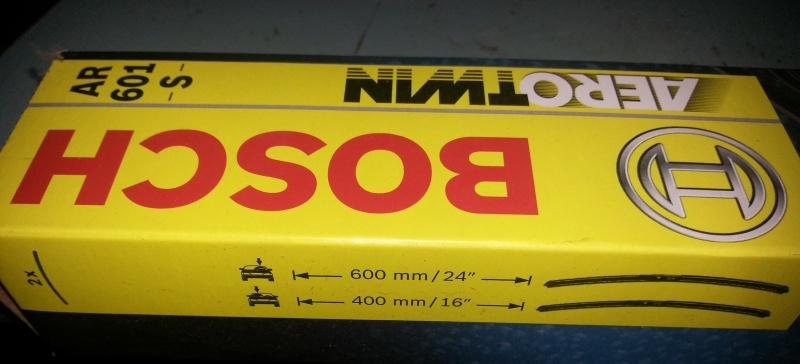 AR
601
- S -
AEROTWIN
BOSCH
2x
600 mm/24"
400 mm/16"